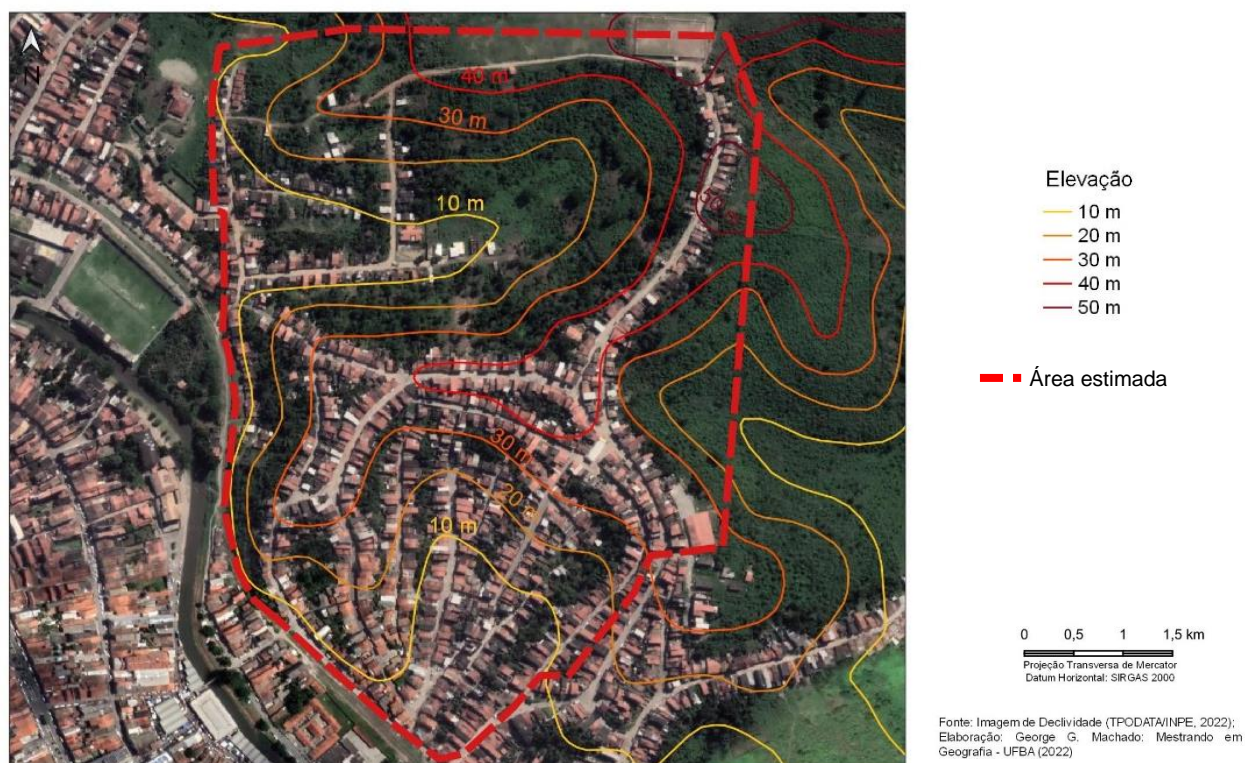 N
40 m
30 m
10 m
50 m
30 m
20 m
10 m
Elevação
10 m
20 m
30 m
40 m
50 m
Área estimada
0 0,5 1 1,5 km
Projeção Transversa de Mercator
Datum Horizontal: SIRGAS 2000
Fonte: Imagem de Declividade (TPODATA/INPE, 2022);
Elaboração: George G. Machado: Mestrando em
Geografia - UFBA (2022)